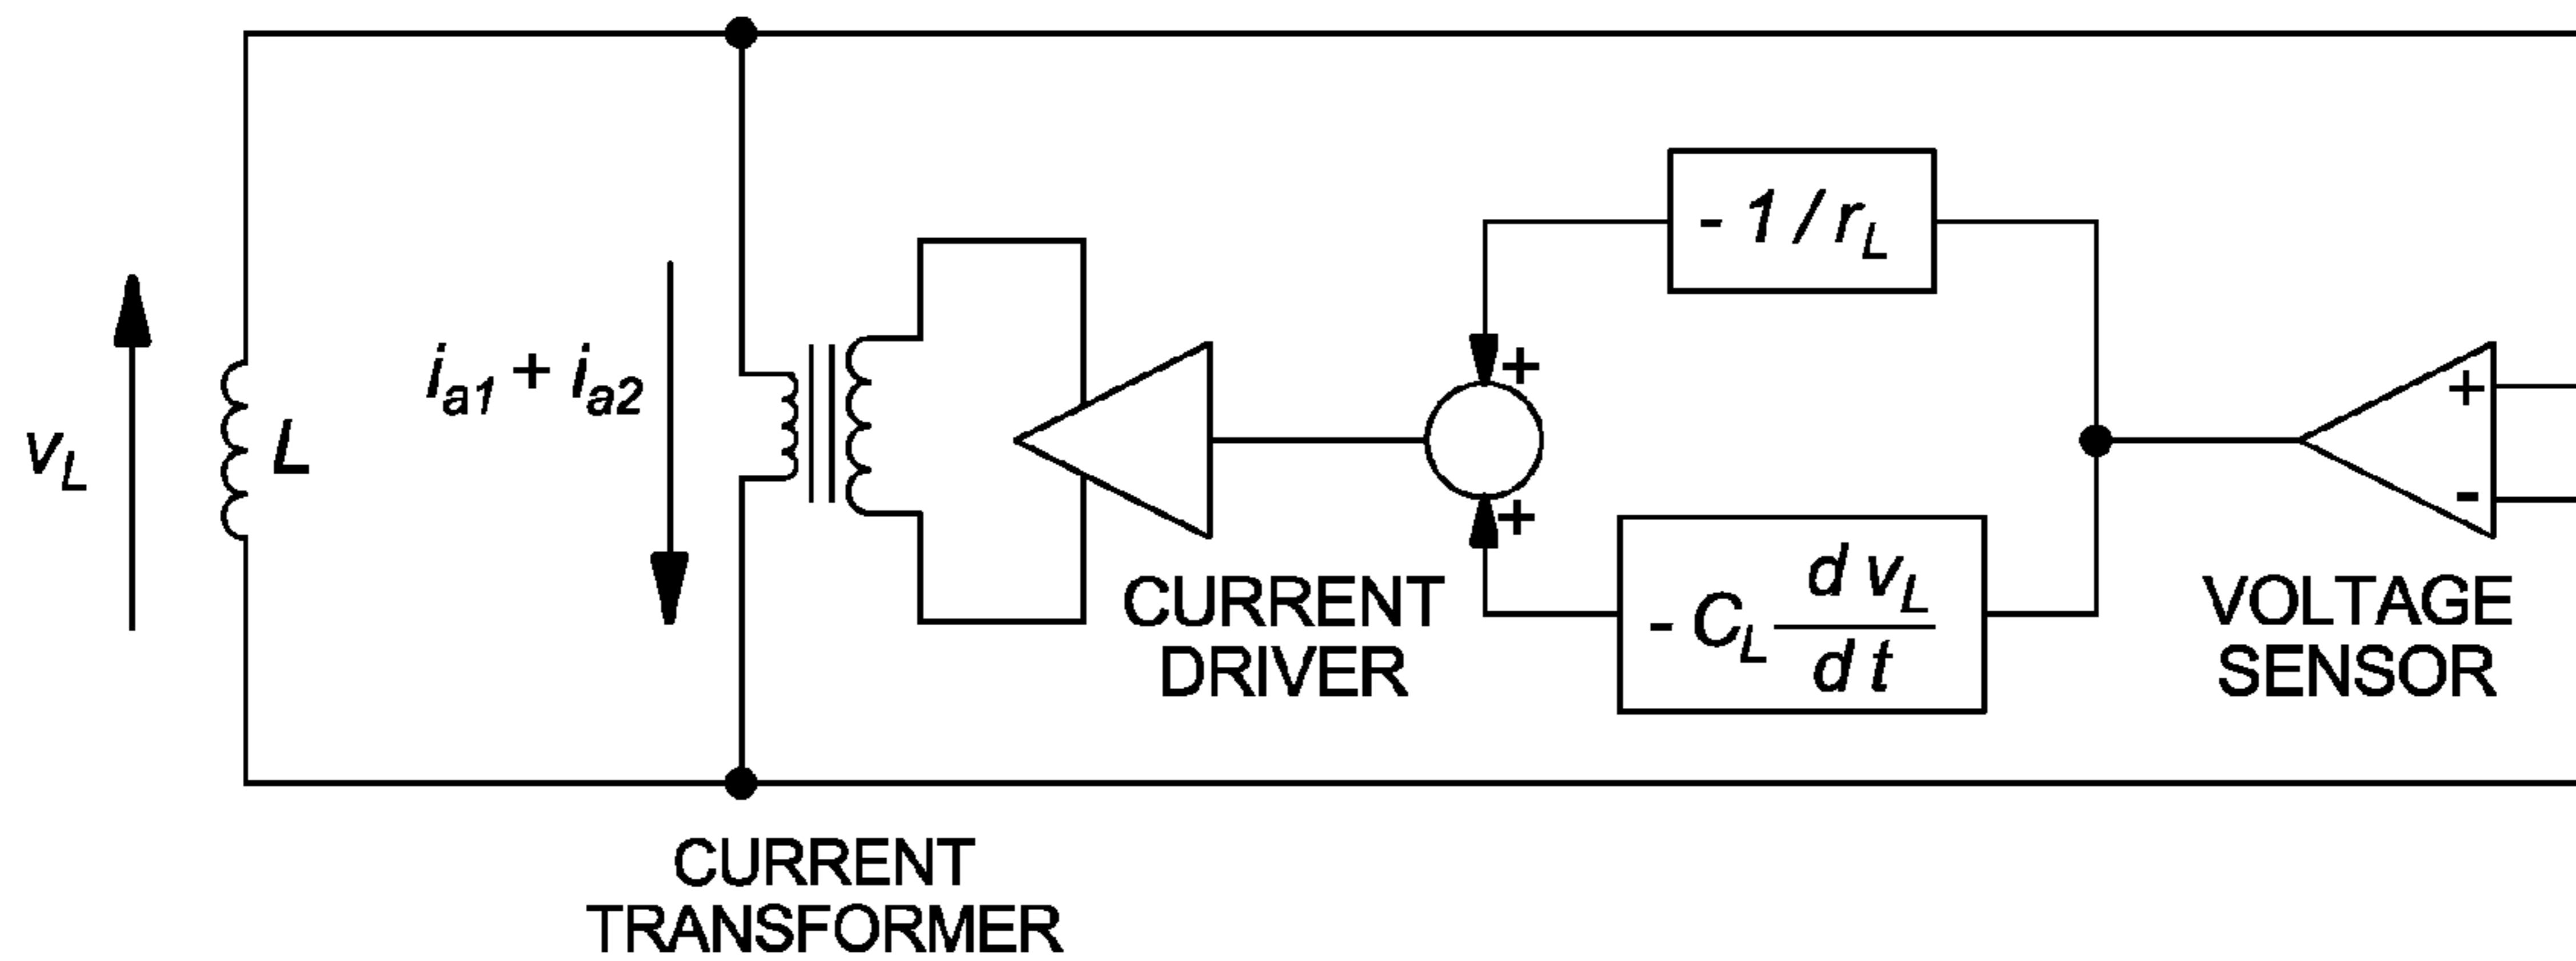 v_L
L
i_a1 + i_a2
- 1 / r_L
+
+
- C_L d v_L
d t
+
-
CURRENT
DRIVER
VOLTAGE
SENSOR
CURRENT
TRANSFORMER